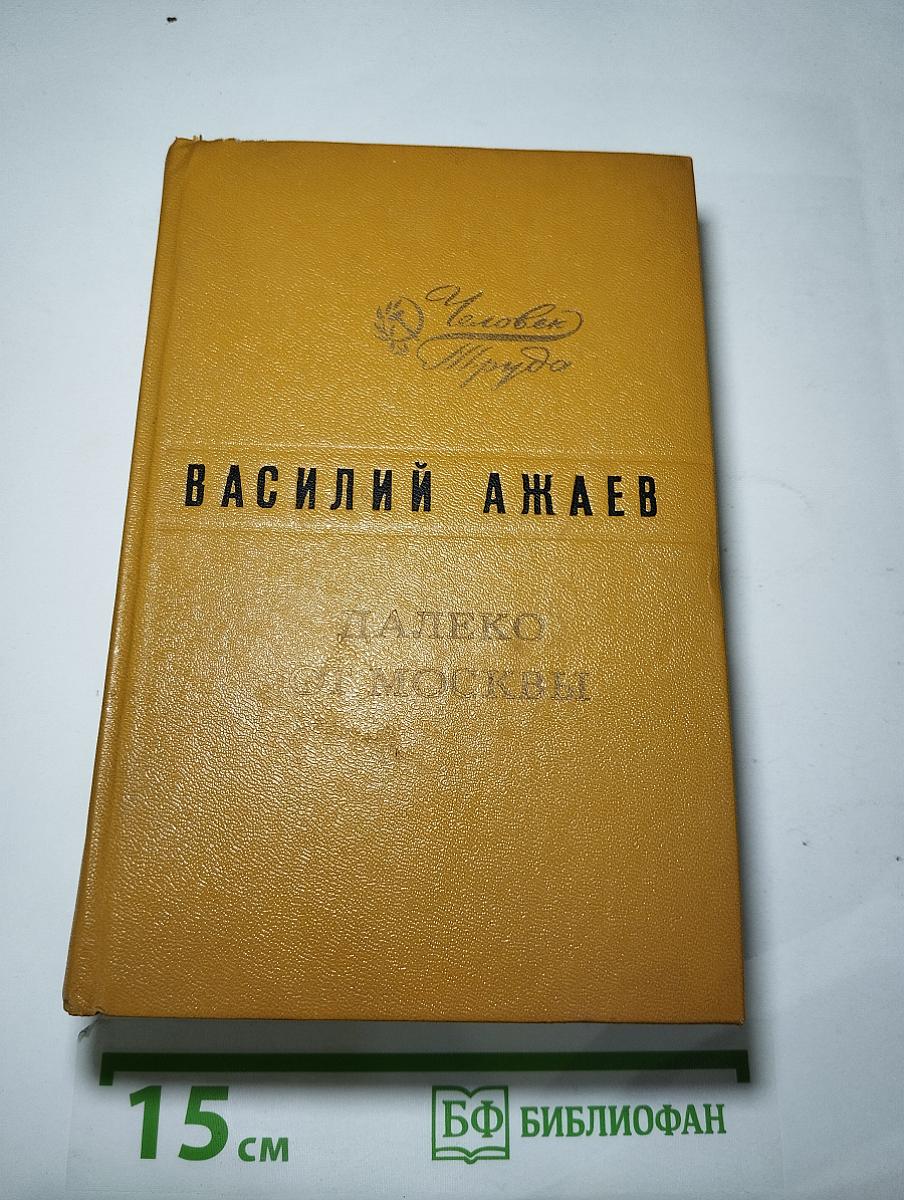 Человек
Труда
ВАСИЛИЙ АЖАЕВ
ДАЛЕКО
ОТ МОСКВЫ
15 см
БФ БИБЛИОФАН